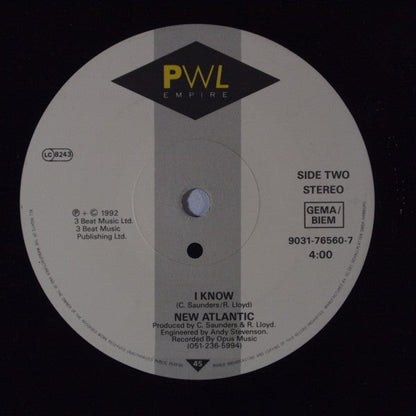 PWL
EMPIRE
LC 8243
SIDE TWO
STEREO
℗ + © 1992
3 Beat Music Ltd.
3 Beat Music
Publishing Ltd.
GEMA/
BIEM
9031-76560-7
4:00
I KNOW
(C. Saunders/R. Lloyd)
NEW ATLANTIC
Produced by C. Saunders & R. Lloyd.
Engineered by Andy Stevenson.
Recorded By Opus Music
(051-236-5994)
45